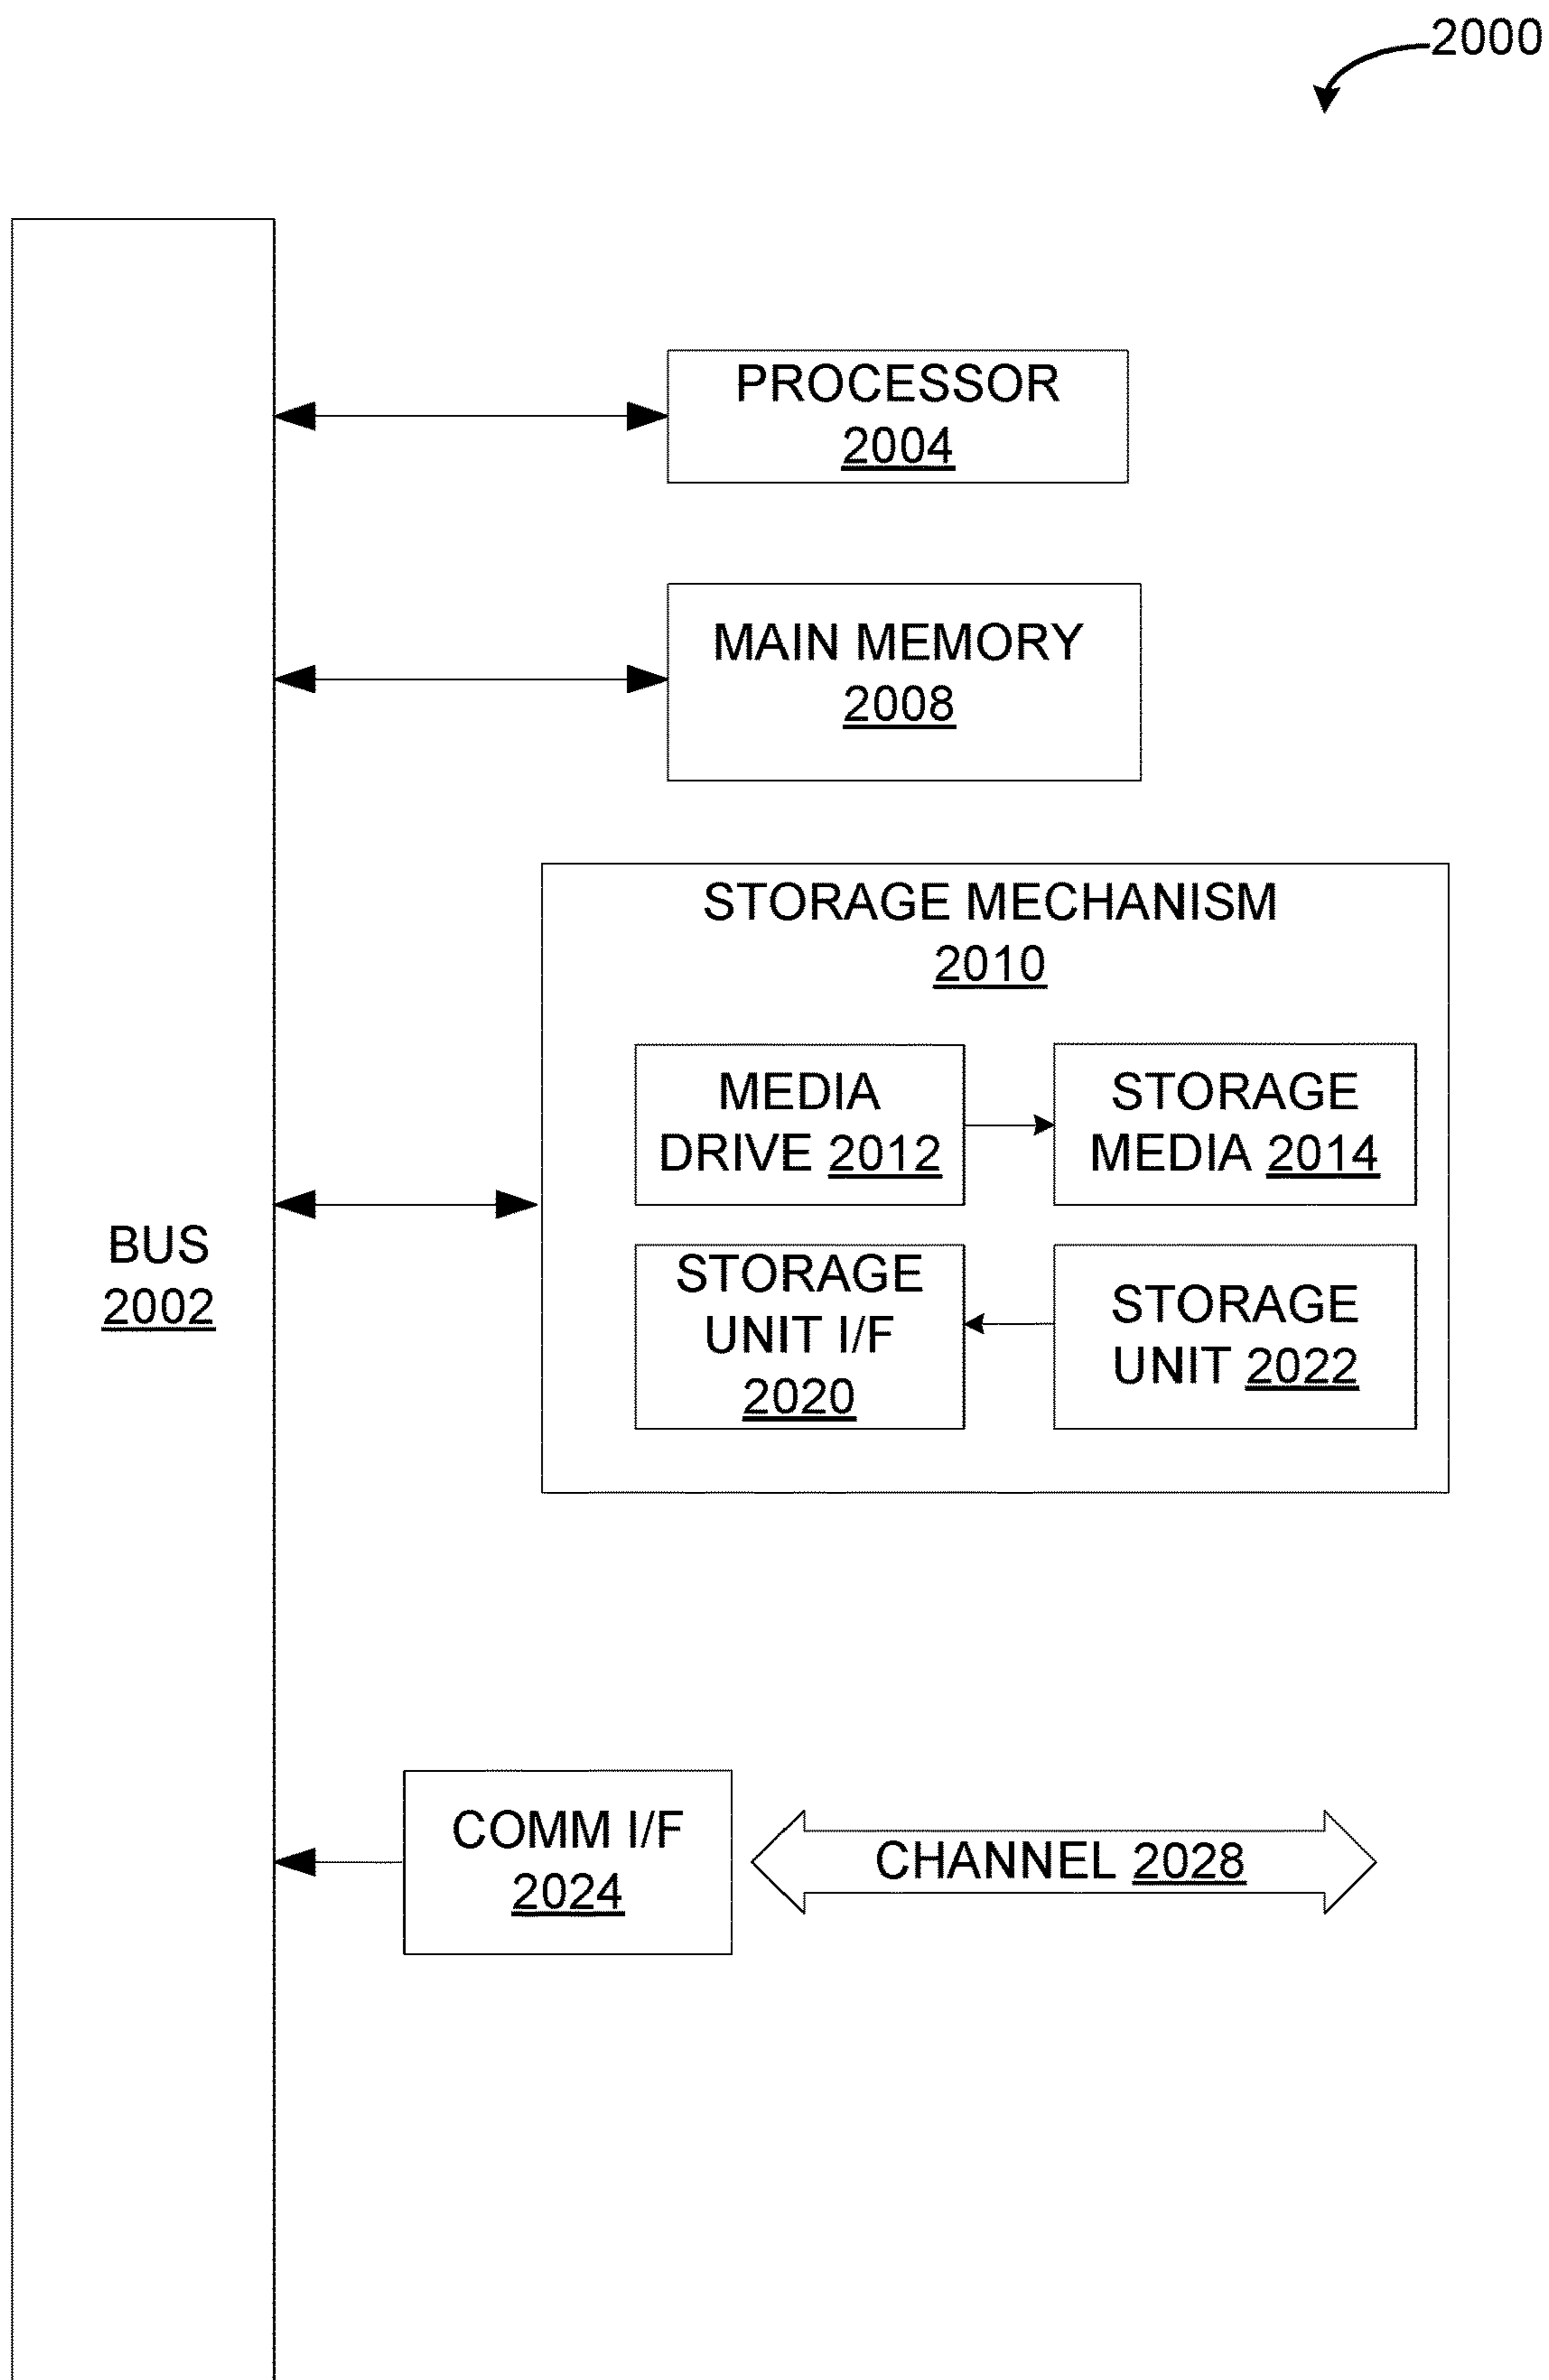 2000
PROCESSOR
2004
MAIN MEMORY
2008
STORAGE MECHANISM
2010
MEDIA
DRIVE 2012
STORAGE
MEDIA 2014
BUS
2002
STORAGE
UNIT I/F
2020
STORAGE
UNIT 2022
COMM I/F
2024
CHANNEL 2028